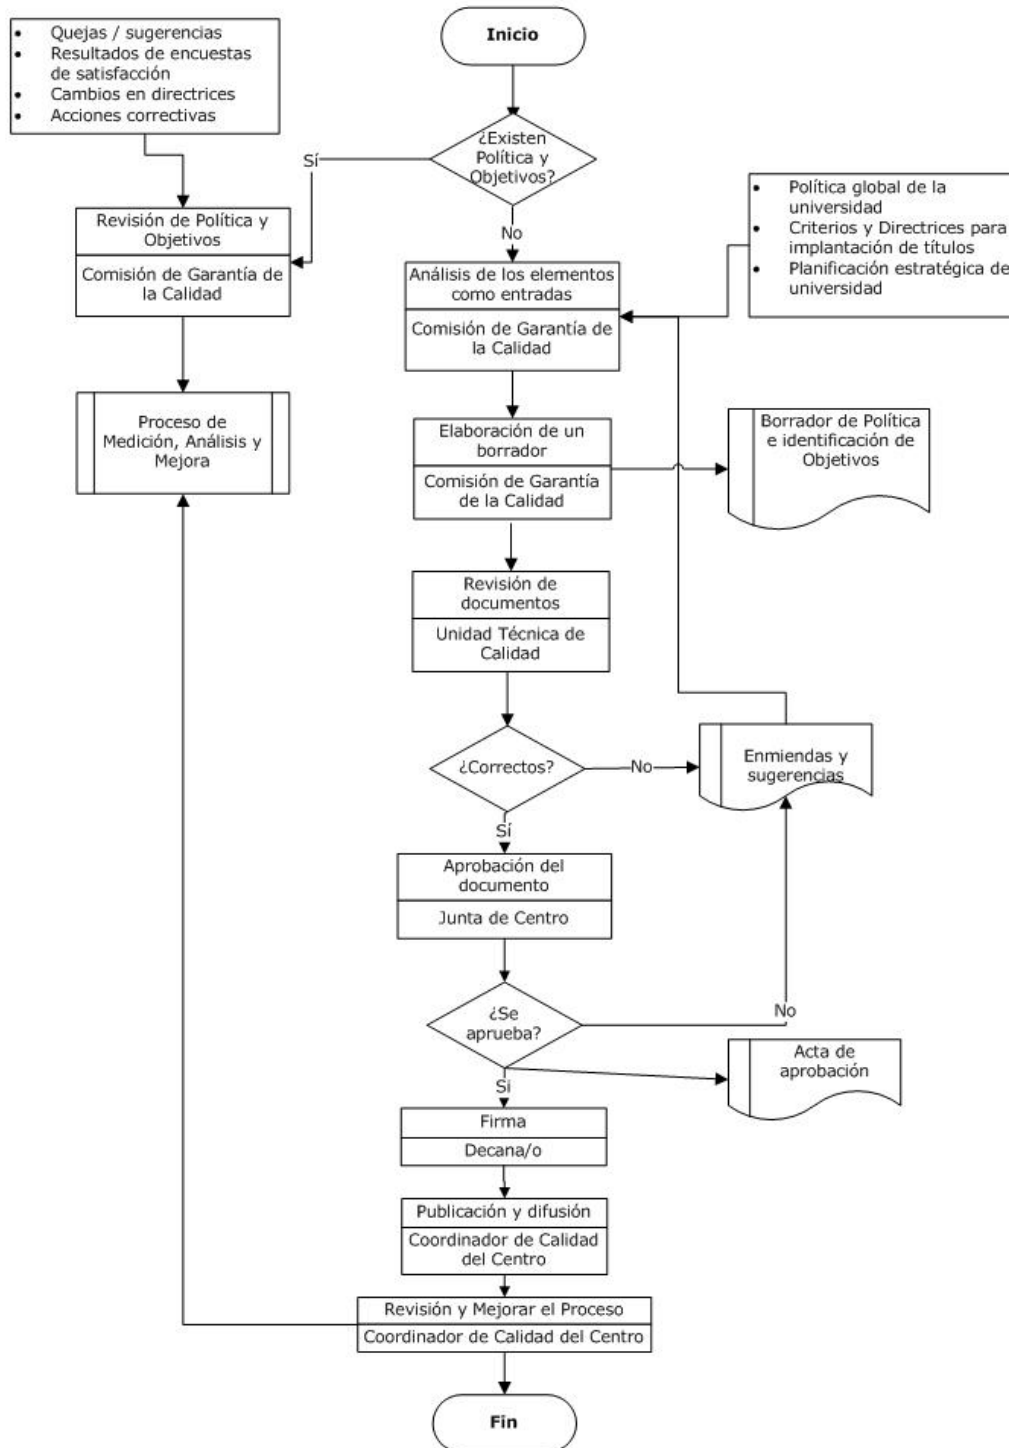 • Quejas / sugerencias
• Resultados de encuestas
de satisfacción
• Cambios en directrices
• Acciones correctivas
Inicio
¿Existen
Política y
Objetivos?
Sí
No
Revisión de Política y
Objetivos
Comisión de Garantía de
la Calidad
• Política global de la
universidad
• Criterios y Directrices para
implantación de títulos
• Planificación estratégica de
universidad
Análisis de los elementos
como entradas
Comisión de Garantía de
la Calidad
Proceso de
Medición, Análisis y
Mejora
Elaboración de un
borrador
Comisión de Garantía
de la Calidad
Borrador de Política
e identificación de
Objetivos
Revisión de
documentos
Unidad Técnica de
Calidad
¿Correctos?
No
Enmiendas y
sugerencias
Sí
Aprobación del
documento
Junta de Centro
¿Se
aprueba?
No
Acta de
aprobación
Si
Firma
Decana/o
Publicación y difusión
Coordinador de Calidad
del Centro
Revisión y Mejorar el Proceso
Coordinador de Calidad del Centro
Fin